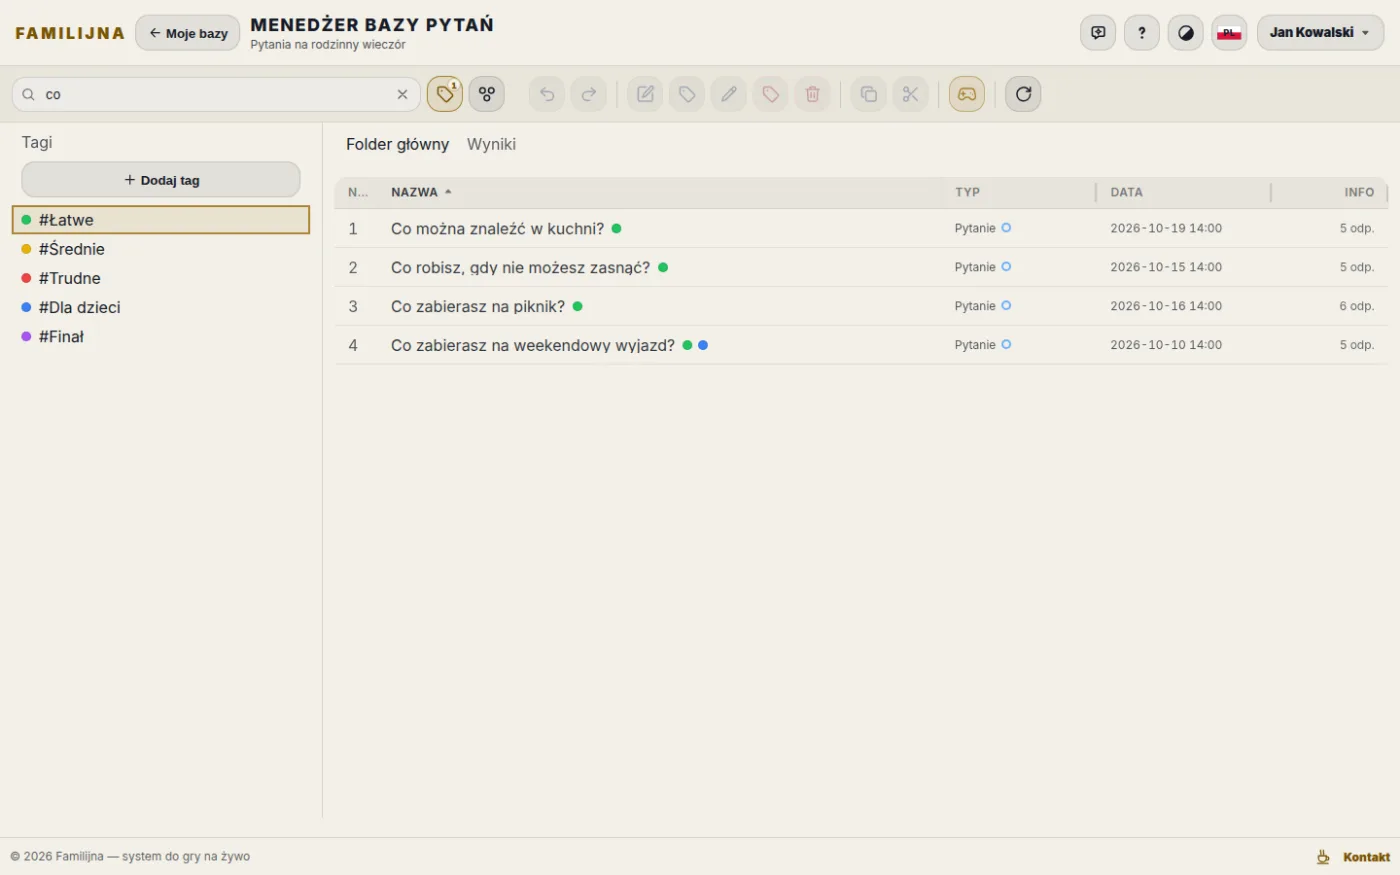 FAMILIJNA
← Moje bazy
MENEDŻER BAZY PYTAŃ
Pytania na rodzinny wieczór
?
PL
Jan Kowalski
co
1
Tagi
+ Dodaj tag
#Łatwe
#Średnie
#Trudne
#Dla dzieci
#Finał
Folder główny Wyniki
N... NAZWA TYP DATA INFO
1 Co można znaleźć w kuchni? Pytanie 2026-10-19 14:00 5 odp.
2 Co robisz, gdy nie możesz zasnąć? Pytanie 2026-10-15 14:00 5 odp.
3 Co zabierasz na piknik? Pytanie 2026-10-16 14:00 6 odp.
4 Co zabierasz na weekendowy wyjazd? Pytanie 2026-10-10 14:00 5 odp.
© 2026 Familijna — system do gry na żywo
Kontakt